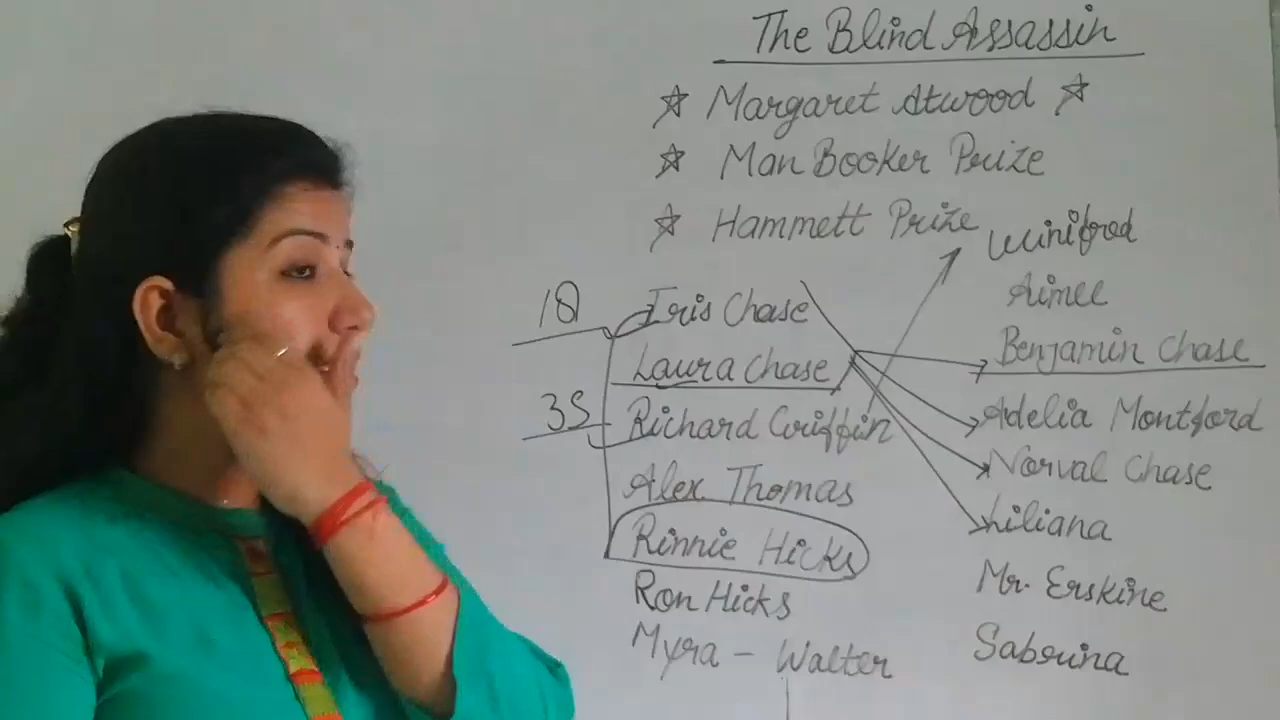 The Blind Assassin
Margaret Atwood
Man Booker Prize
Hammett Prize
Winifred
Aimee
18
Iris Chase
Benjamin Chase
Laura Chase
35
Richard Griffin
Adelia Montford
Norval Chase
Alex Thomas
Liliana
Rinnie Hicks
Mr. Erskine
Ron Hicks
Sabrina
Myra - Walter